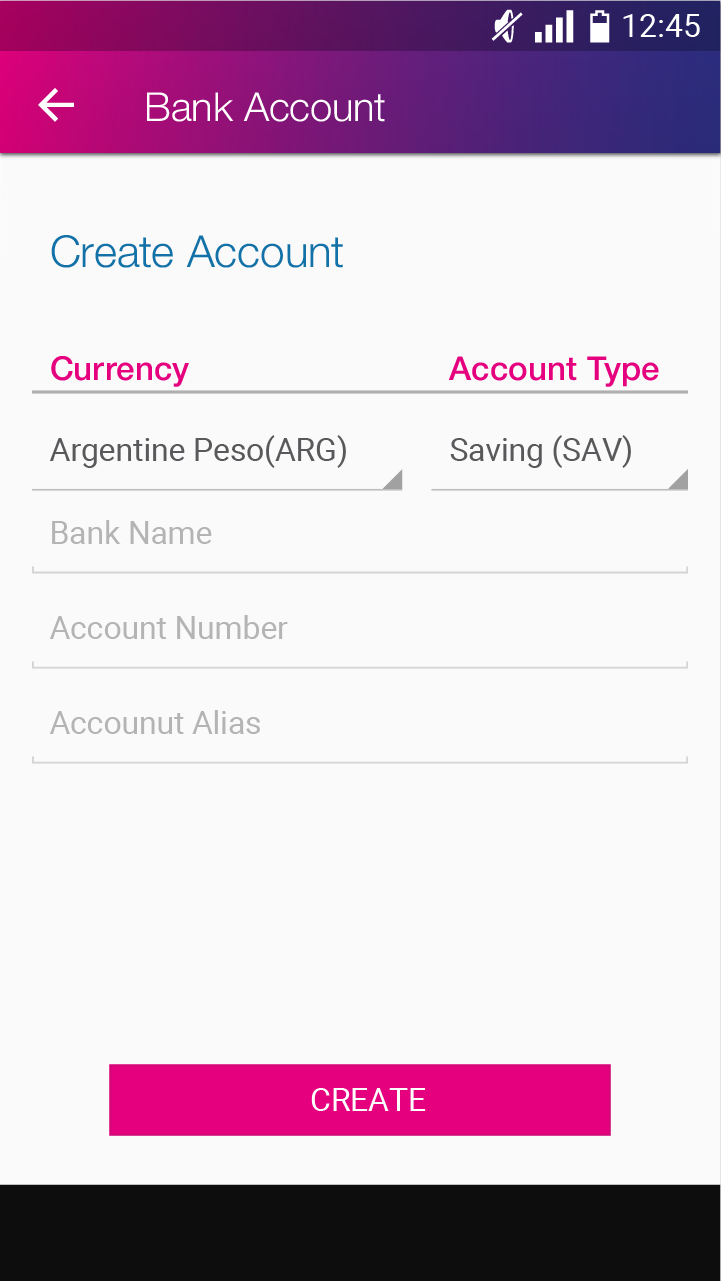 12:45
Bank Account
Create Account
Currency Account Type
Argentine Peso(ARG) Saving (SAV)
Bank Name
Account Number
Accounut Alias
CREATE